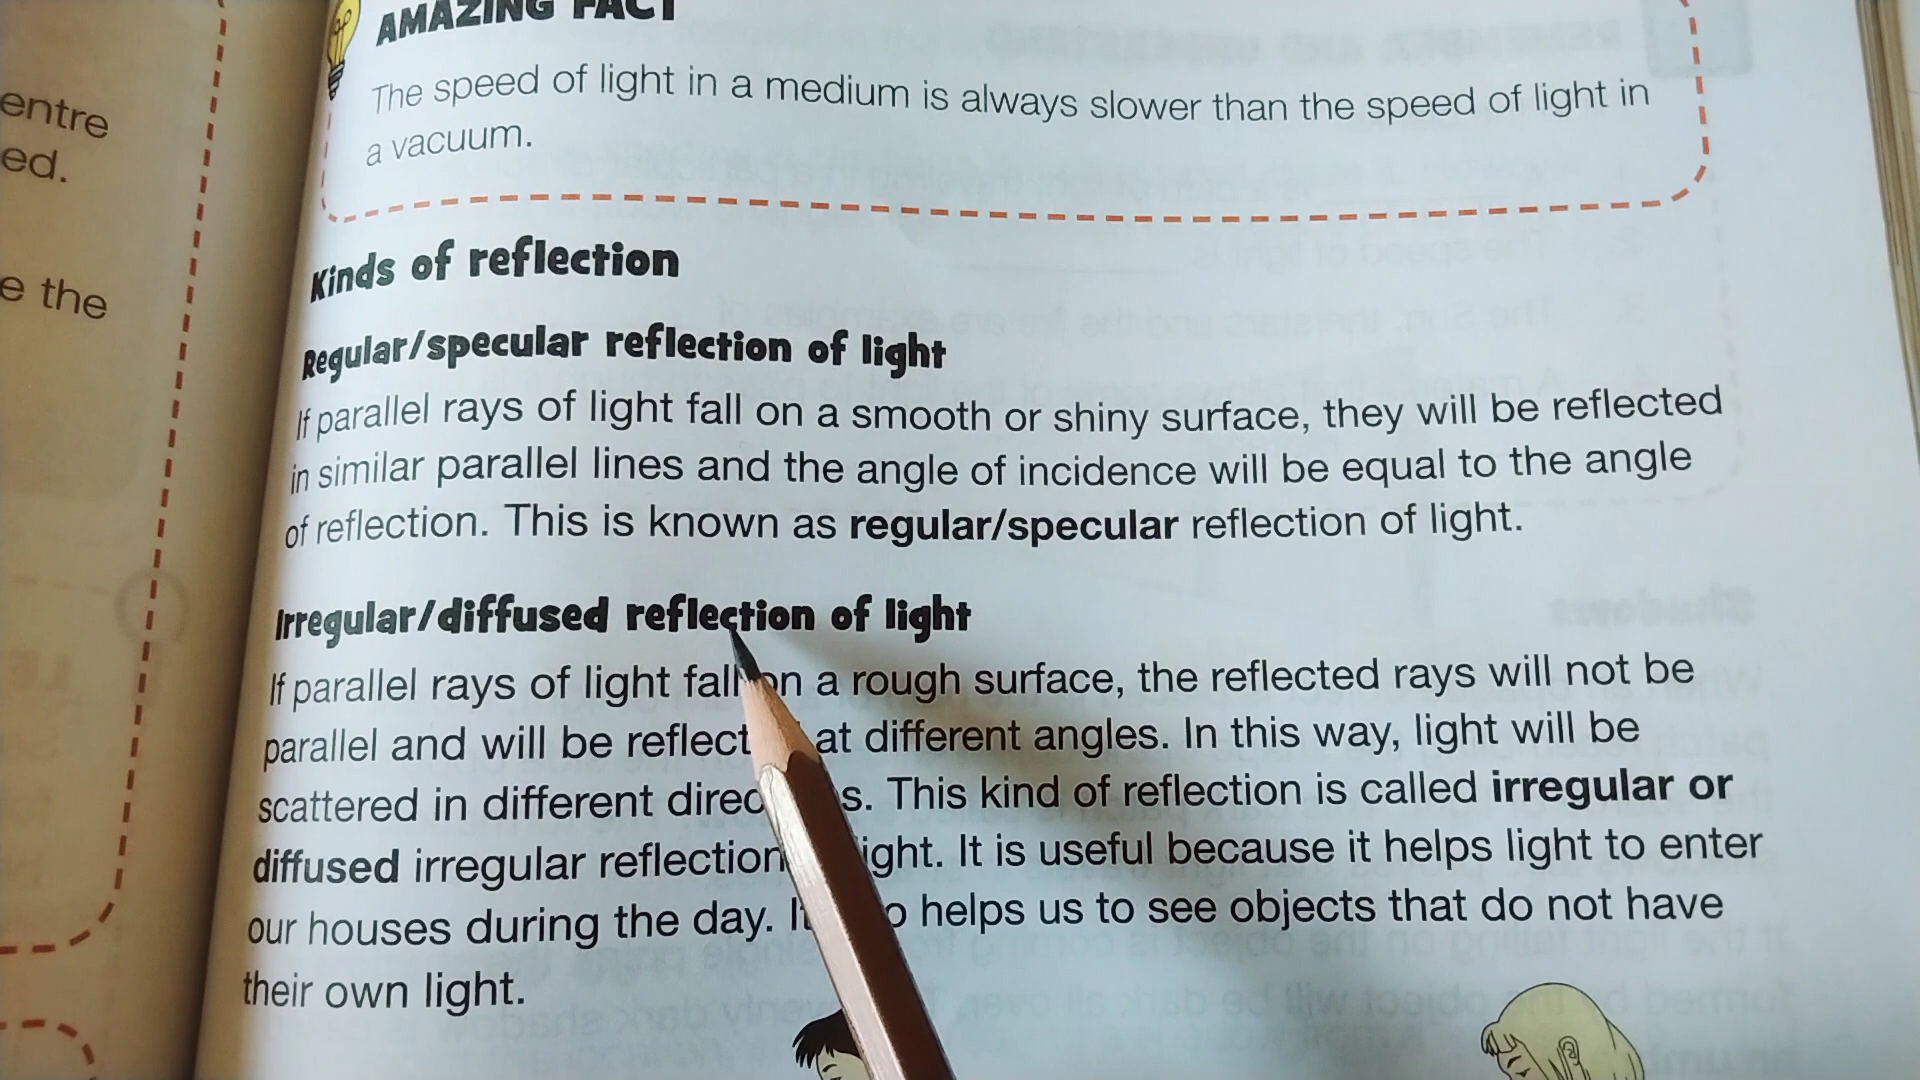 entre
ed.
e the
AMAZING FACT
The speed of light in a medium is always slower than the speed of light in
a vacuum.
Kinds of reflection
Regular/specular reflection of light
If parallel rays of light fall on a smooth or shiny surface, they will be reflected
in similar parallel lines and the angle of incidence will be equal to the angle
of reflection. This is known as regular/specular reflection of light.
Irregular/diffused reflection of light
If parallel rays of light fall on a rough surface, the reflected rays will not be
parallel and will be reflect at different angles. In this way, light will be
scattered in different direc s. This kind of reflection is called irregular or
diffused irregular reflection ight. It is useful because it helps light to enter
our houses during the day. It o helps us to see objects that do not have
their own light.